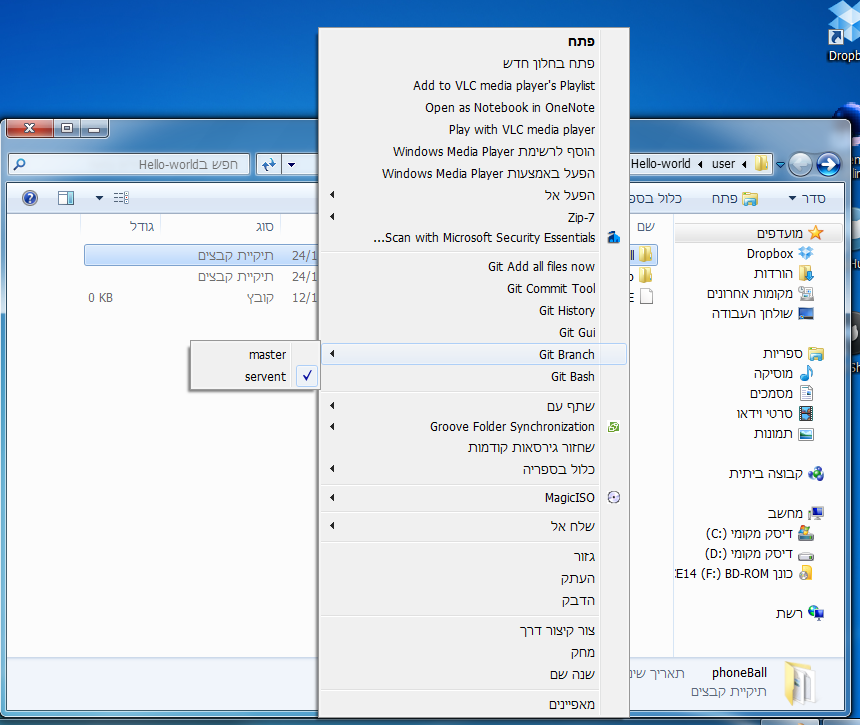 Dropb
פתח
פתח בחלון חדש
Add to VLC media player's Playlist
Open as Notebook in OneNote
Play with VLC media player
הוסף לרשימת Windows Media Player
הפעל באמצעות Windows Media Player
הפעל אל
7-Zip
Scan with Microsoft Security Essentials...
Git Add all files now
Git Commit Tool
Git History
Git Gui
Git Branch
Git Bash
שתף עם
Groove Folder Synchronization
שחזור גירסאות קודמות
כלול בספריה
MagicISO
שלח אל
גזור
העתק
הדבק
צור קיצור דרך
מחק
שנה שם
מאפיינים
master
servent
user Hello-world
חפש בHello-world
סדר פתח כלול בספ
שם סוג גודל
24/1 תיקיית קבצים
24/1 תיקיית קבצים
12/1 קובץ 0 KB
מועדפים
Dropbox
הורדות
מקומות אחרונים
שולחן העבודה
ספריות
מוסיקה
מסמכים
סרטי וידאו
תמונות
קבוצה ביתית
מחשב
דיסק מקומי (C:)
דיסק מקומי (D:)
כונן BD-ROM (F:) E14
רשת
phoneBall תאריך שינ
תיקיית קבצים